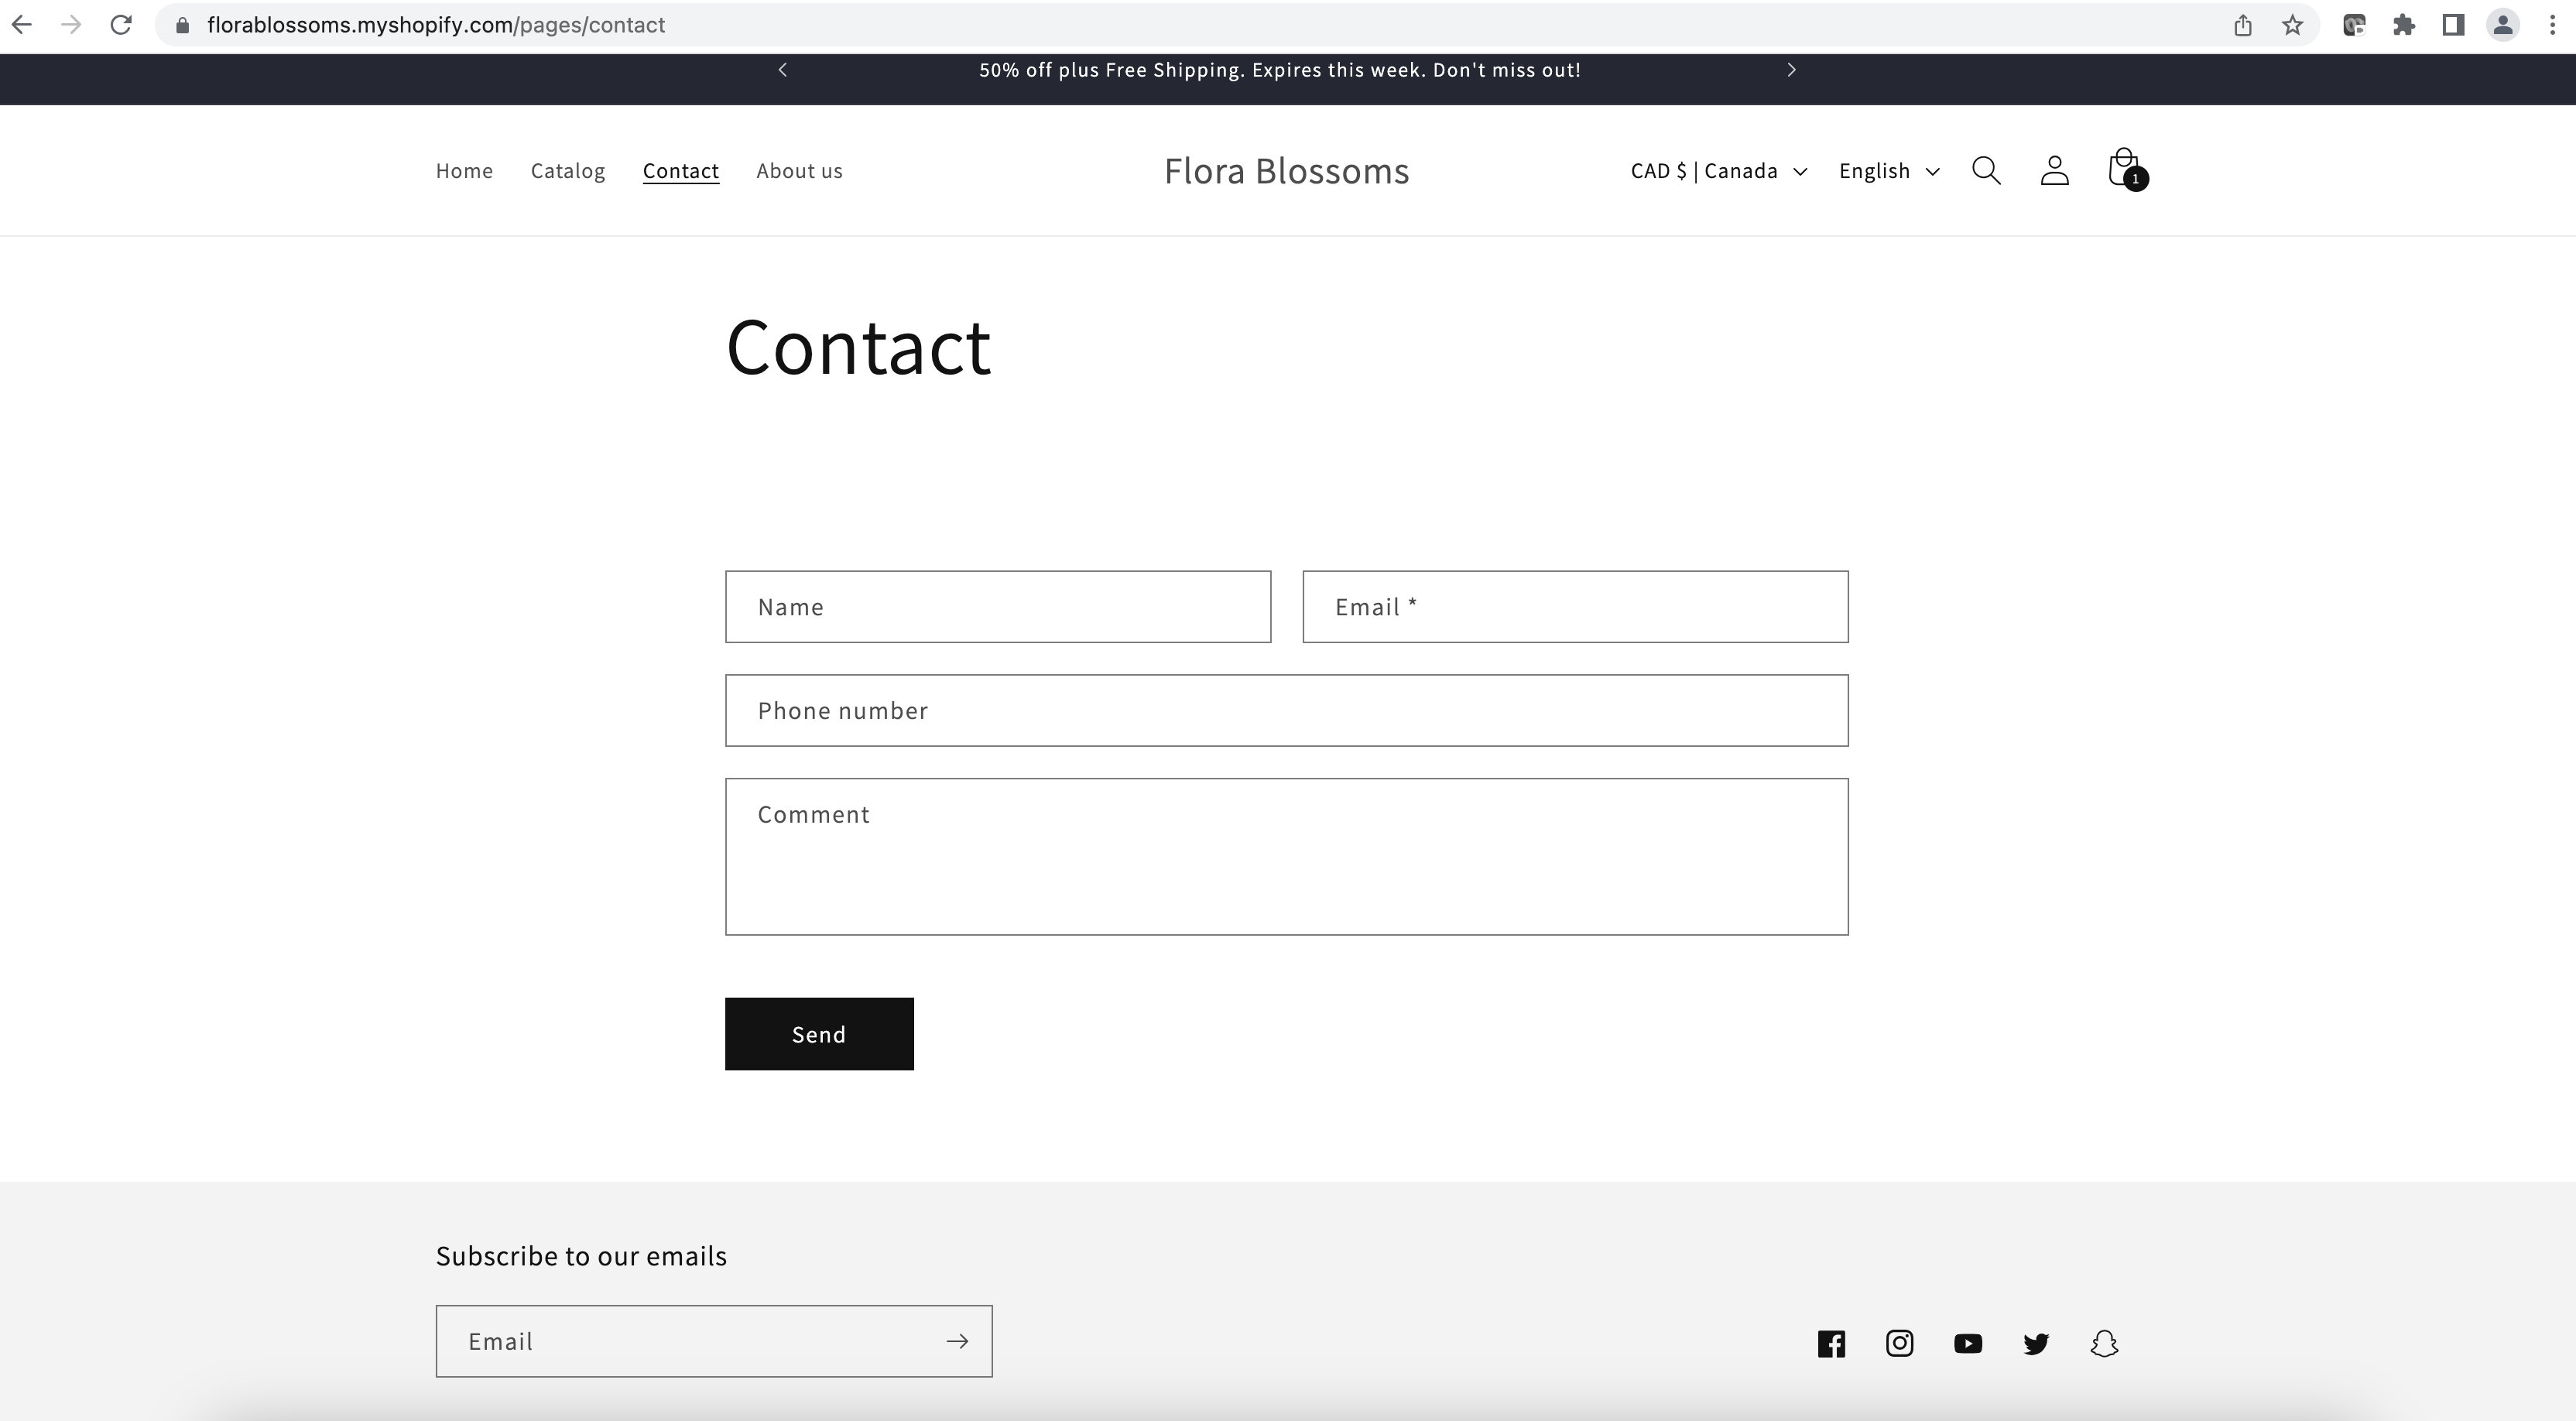 florablossoms.myshopify.com/pages/contact
50% off plus Free Shipping. Expires this week. Don't miss out!
Home Catalog Contact About us Flora Blossoms CAD $ | Canada English 1
Contact
Name Email *
Phone number
Comment
Send
Subscribe to our emails
Email